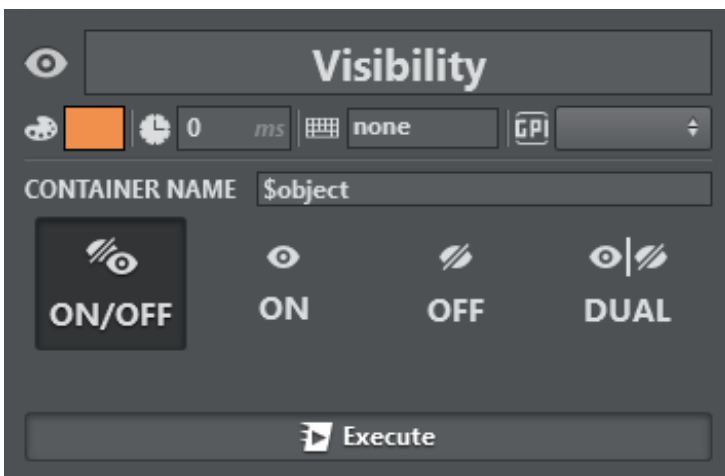 Visibility
0 ms none GPI
CONTAINER NAME $object
ON/OFF ON OFF DUAL
Execute